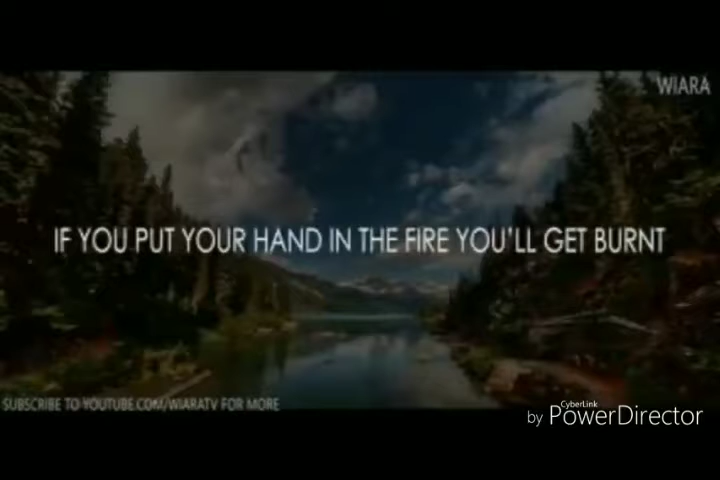 WIARA
IF YOU PUT YOUR HAND IN THE FIRE YOU'LL GET BURNT
SUBSCRIBE TO YOUTUBE.COM/WIARATV FOR MORE
CyberLink
by PowerDirector